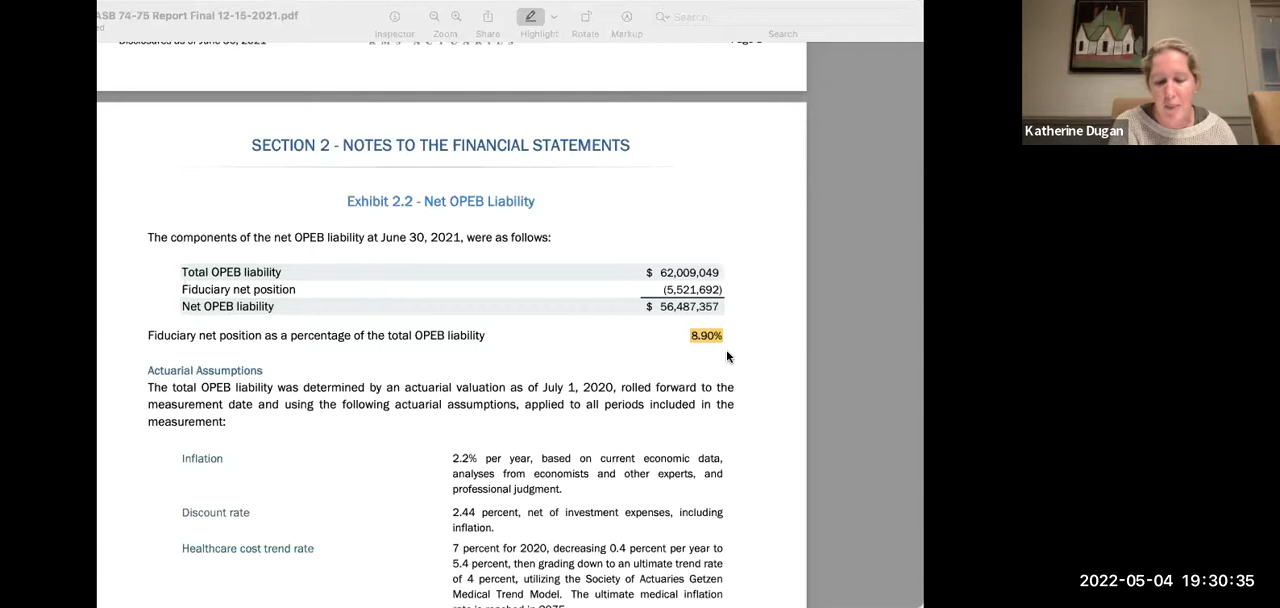 ASB 74-75 Report Final 12-15-2021.pdf
ed
Inspector
Zoom
Share
Highlight
Rotate
Markup
Search
Search
Disclosures as of June 30, 2021
SECTION 2 - NOTES TO THE FINANCIAL STATEMENTS
Exhibit 2.2 - Net OPEB Liability
The components of the net OPEB liability at June 30, 2021, were as follows:
Total OPEB liability $ 62,009,049
Fiduciary net position (5,521,692)
Net OPEB liability $ 56,487,357
Fiduciary net position as a percentage of the total OPEB liability 8.90%
Actuarial Assumptions
The total OPEB liability was determined by an actuarial valuation as of July 1, 2020, rolled forward to the
measurement date and using the following actuarial assumptions, applied to all periods included in the
measurement:
Inflation 2.2% per year, based on current economic data,
analyses from economists and other experts, and
professional judgment.
Discount rate 2.44 percent, net of investment expenses, including
inflation.
Healthcare cost trend rate 7 percent for 2020, decreasing 0.4 percent per year to
5.4 percent, then grading down to an ultimate trend rate
of 4 percent, utilizing the Society of Actuaries Getzen
Medical Trend Model. The ultimate medical inflation
Katherine Dugan
2022-05-04 19:30:35